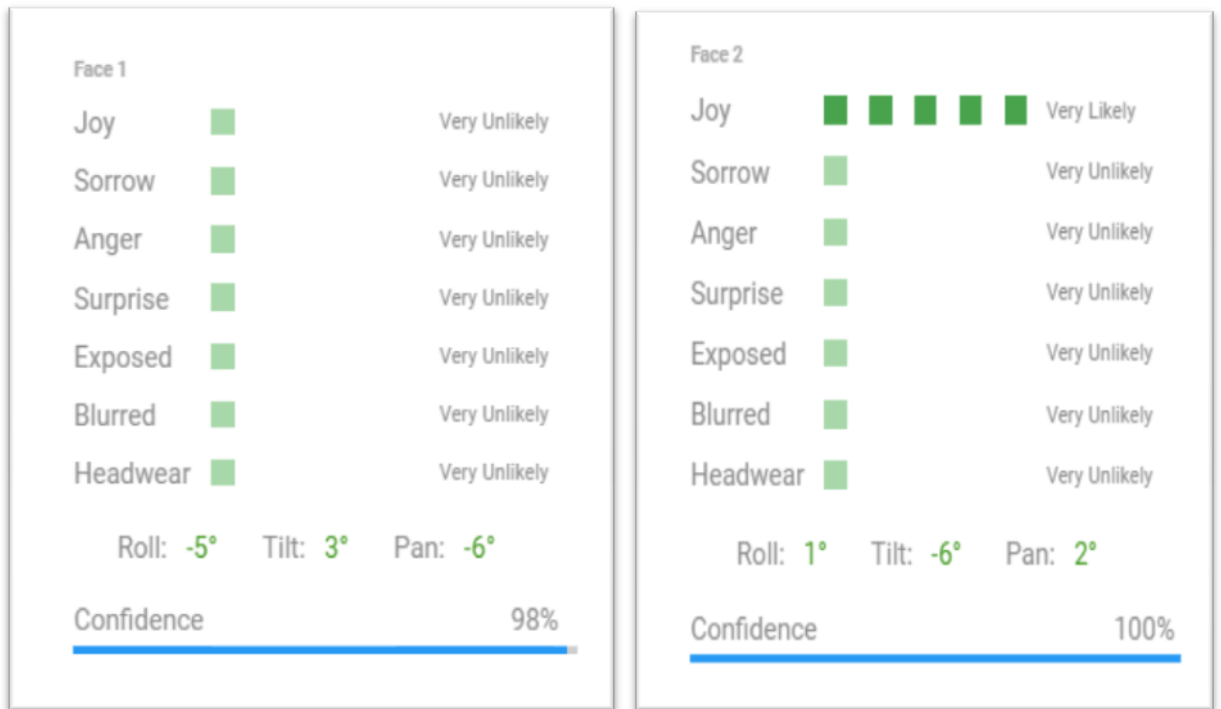 Face 1
Joy Very Unlikely
Sorrow Very Unlikely
Anger Very Unlikely
Surprise Very Unlikely
Exposed Very Unlikely
Blurred Very Unlikely
Headwear Very Unlikely
Roll: -5° Tilt: 3° Pan: -6°
Confidence 98%
Face 2
Joy Very Likely
Sorrow Very Unlikely
Anger Very Unlikely
Surprise Very Unlikely
Exposed Very Unlikely
Blurred Very Unlikely
Headwear Very Unlikely
Roll: 1° Tilt: -6° Pan: 2°
Confidence 100%